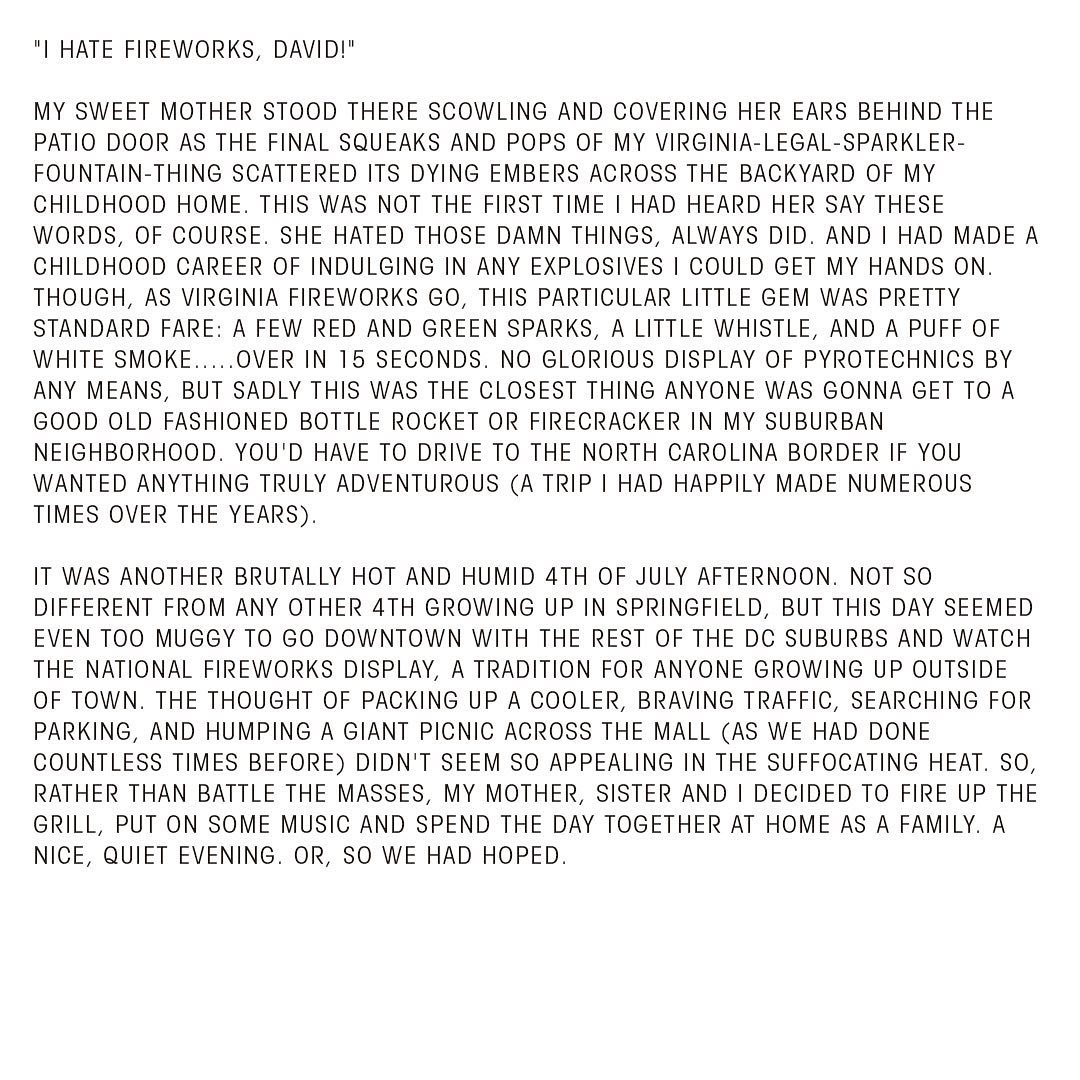 "I HATE FIREWORKS, DAVID!"
MY SWEET MOTHER STOOD THERE SCOWLING AND COVERING HER EARS BEHIND THE
PATIO DOOR AS THE FINAL SQUEAKS AND POPS OF MY VIRGINIA-LEGAL-SPARKLER-
FOUNTAIN-THING SCATTERED ITS DYING EMBERS ACROSS THE BACKYARD OF MY
CHILDHOOD HOME. THIS WAS NOT THE FIRST TIME I HAD HEARD HER SAY THESE
WORDS, OF COURSE. SHE HATED THOSE DAMN THINGS, ALWAYS DID. AND I HAD MADE A
CHILDHOOD CAREER OF INDULGING IN ANY EXPLOSIVES I COULD GET MY HANDS ON.
THOUGH, AS VIRGINIA FIREWORKS GO, THIS PARTICULAR LITTLE GEM WAS PRETTY
STANDARD FARE: A FEW RED AND GREEN SPARKS, A LITTLE WHISTLE, AND A PUFF OF
WHITE SMOKE.....OVER IN 15 SECONDS. NO GLORIOUS DISPLAY OF PYROTECHNICS BY
ANY MEANS, BUT SADLY THIS WAS THE CLOSEST THING ANYONE WAS GONNA GET TO A
GOOD OLD FASHIONED BOTTLE ROCKET OR FIRECRACKER IN MY SUBURBAN
NEIGHBORHOOD. YOU'D HAVE TO DRIVE TO THE NORTH CAROLINA BORDER IF YOU
WANTED ANYTHING TRULY ADVENTUROUS (A TRIP I HAD HAPPILY MADE NUMEROUS
TIMES OVER THE YEARS).
IT WAS ANOTHER BRUTALLY HOT AND HUMID 4TH OF JULY AFTERNOON. NOT SO
DIFFERENT FROM ANY OTHER 4TH GROWING UP IN SPRINGFIELD, BUT THIS DAY SEEMED
EVEN TOO MUGGY TO GO DOWNTOWN WITH THE REST OF THE DC SUBURBS AND WATCH
THE NATIONAL FIREWORKS DISPLAY, A TRADITION FOR ANYONE GROWING UP OUTSIDE
OF TOWN. THE THOUGHT OF PACKING UP A COOLER, BRAVING TRAFFIC, SEARCHING FOR
PARKING, AND HUMPING A GIANT PICNIC ACROSS THE MALL (AS WE HAD DONE
COUNTLESS TIMES BEFORE) DIDN'T SEEM SO APPEALING IN THE SUFFOCATING HEAT. SO,
RATHER THAN BATTLE THE MASSES, MY MOTHER, SISTER AND I DECIDED TO FIRE UP THE
GRILL, PUT ON SOME MUSIC AND SPEND THE DAY TOGETHER AT HOME AS A FAMILY. A
NICE, QUIET EVENING. OR, SO WE HAD HOPED.